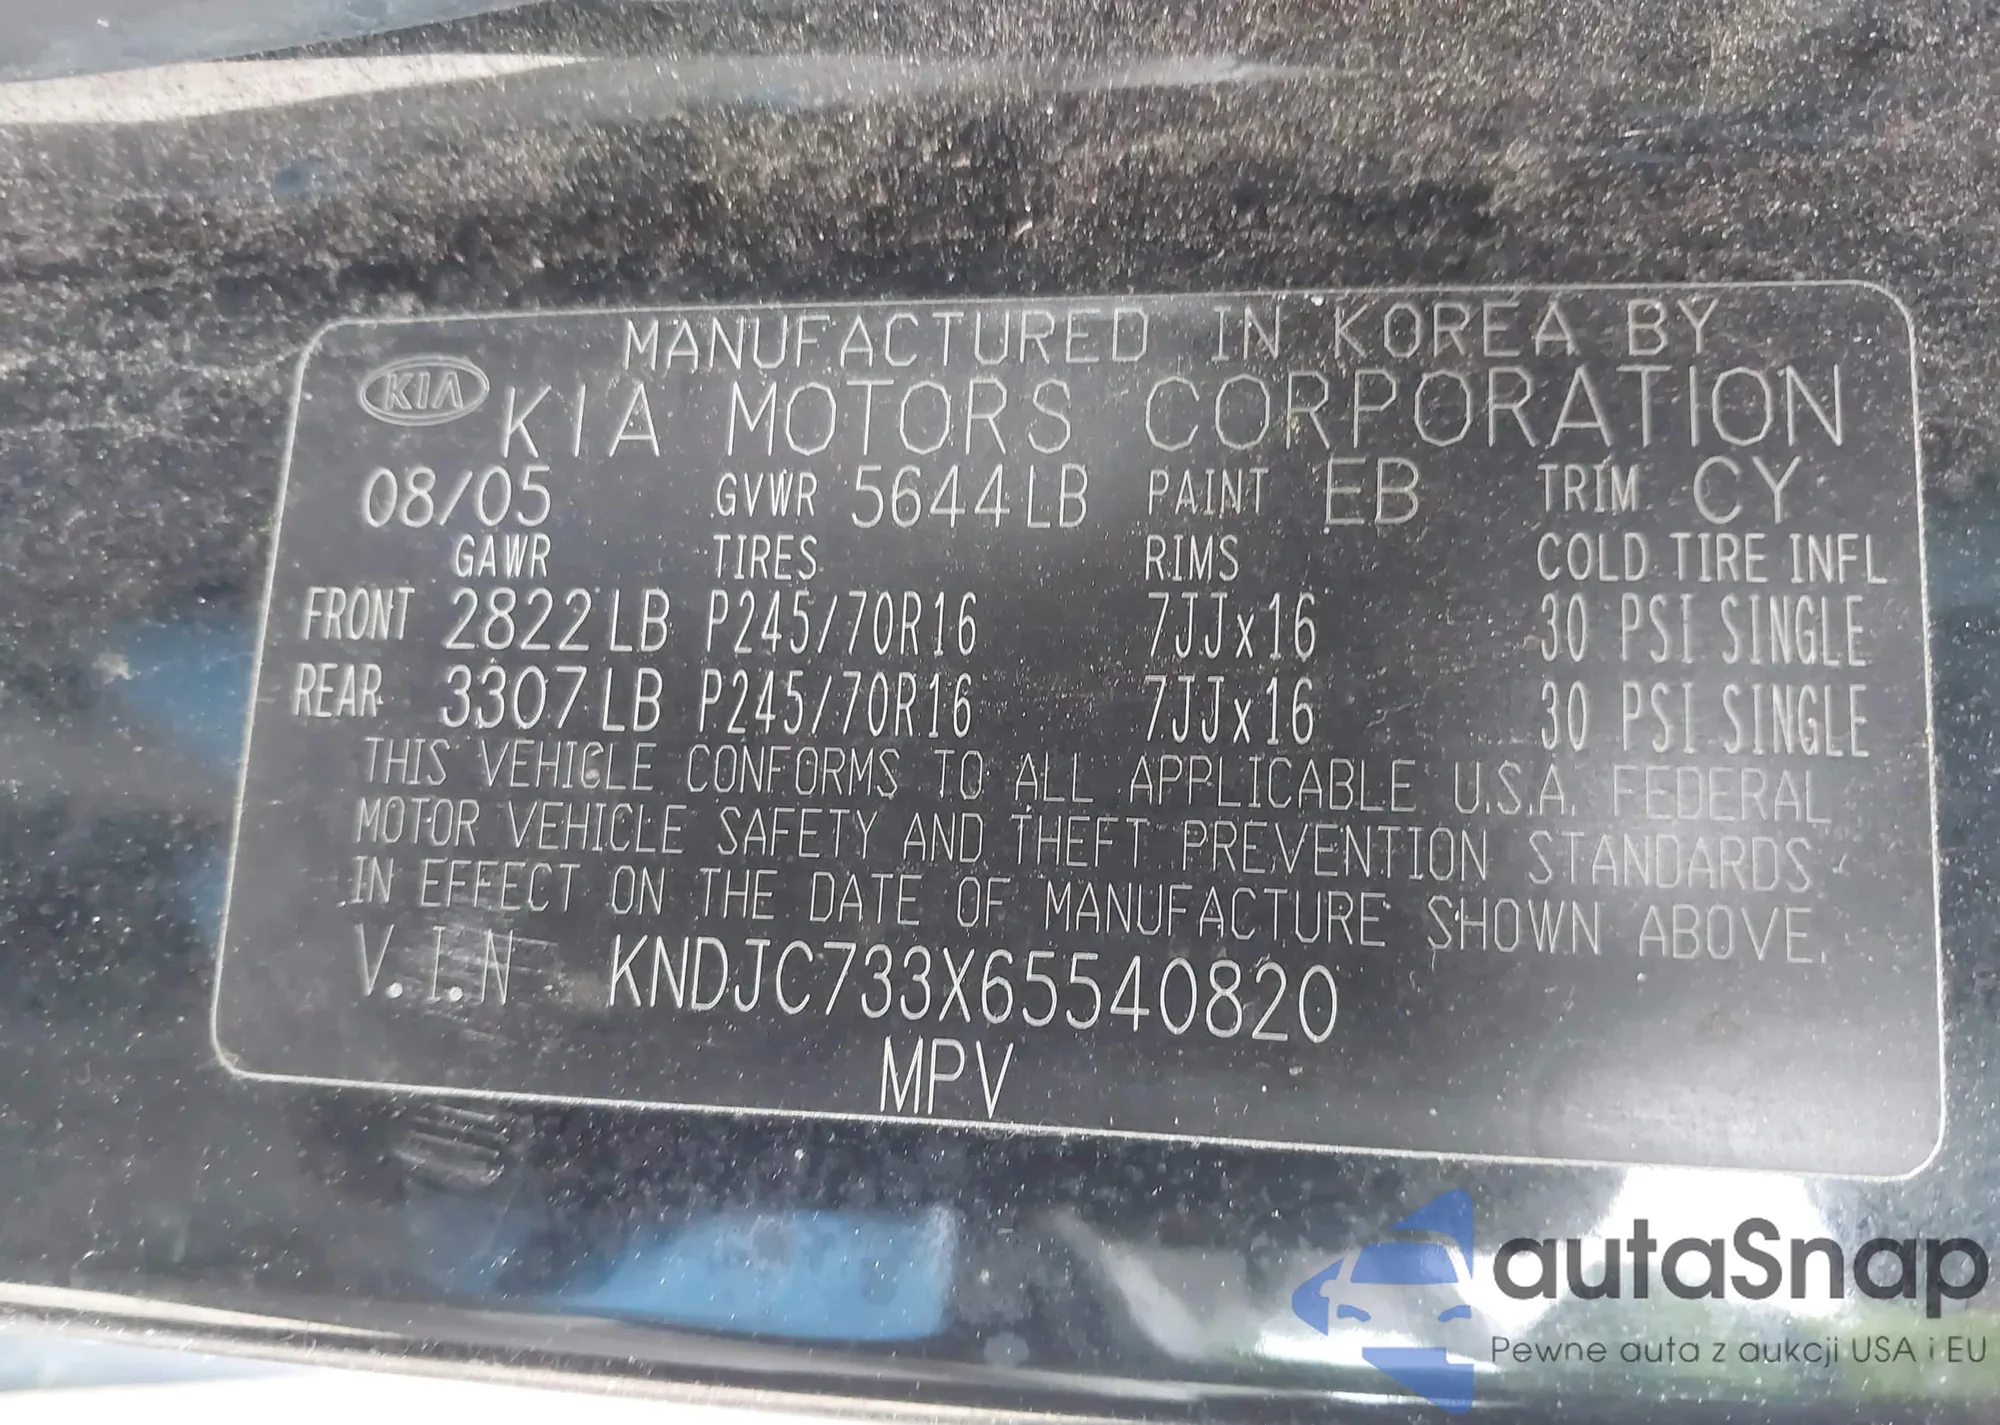 MANUFACTURED IN KOREA BY
KIA KIA MOTORS CORPORATION
08/05 GVWR 5644LB PAINT EB TRIM CY
GAWR TIRES RIMS COLD TIRE INFL
FRONT 2822LB P245/70R16 7JJx16 30 PSI SINGLE
REAR 3307LB P245/70R16 7JJx16 30 PSI SINGLE
THIS VEHICLE CONFORMS TO ALL APPLICABLE U.S.A. FEDERAL
MOTOR VEHICLE SAFETY AND THEFT PREVENTION STANDARDS
IN EFFECT ON THE DATE OF MANUFACTURE SHOWN ABOVE.
V.I.N KNDJC733X65540820
MPV
autaSnap
Pewne auta z aukcji USA i EU